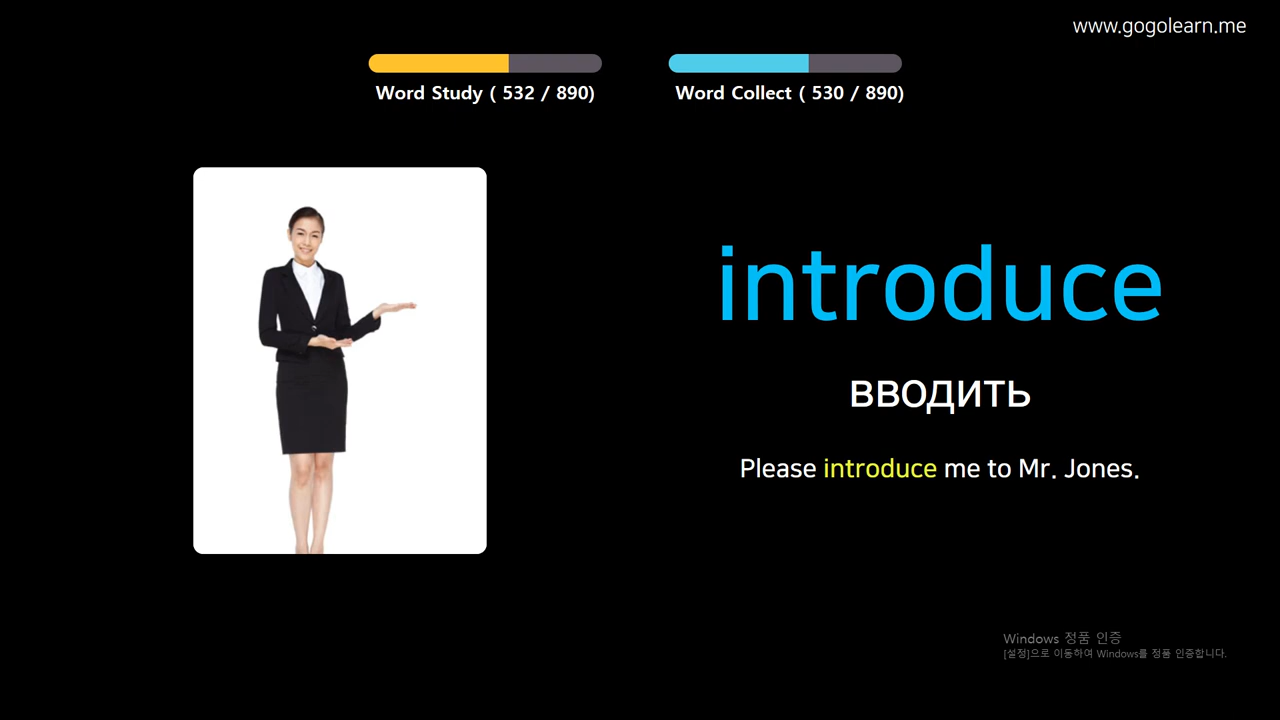 www.gogolearn.me
Word Study ( 532 / 890)
Word Collect ( 530 / 890)
introduce
вводить
Please introduce me to Mr. Jones.
Windows 정품 인증
[설정]으로 이동하여 Windows를 정품 인증합니다.